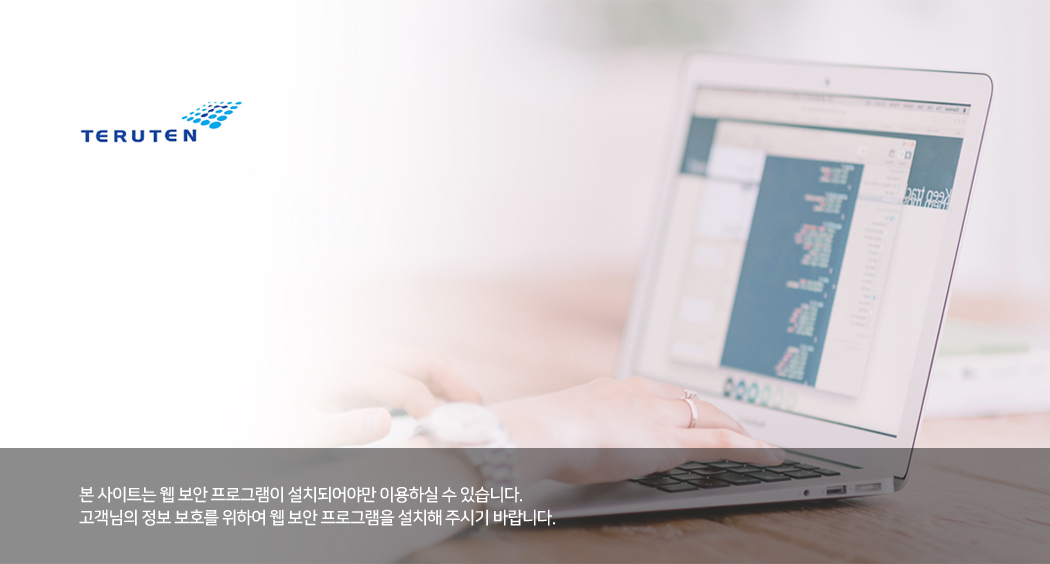 TERUTEN
본 사이트는 웹 보안 프로그램이 설치되어야만 이용하실 수 있습니다.
고객님의 정보 보호를 위하여 웹 보안 프로그램을 설치해 주시기 바랍니다.